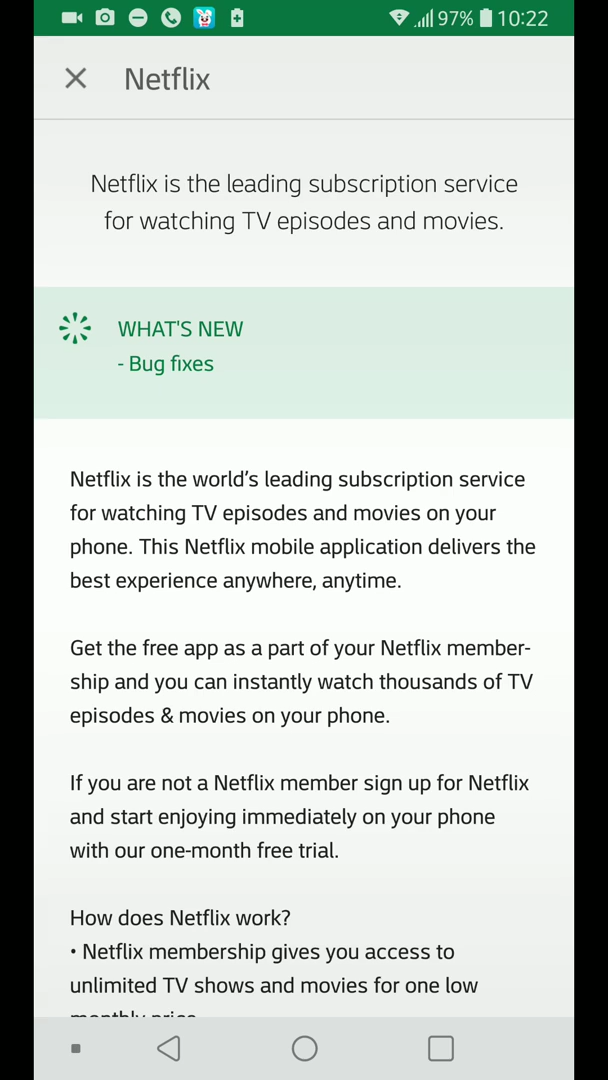 97% 10:22
Netflix
Netflix is the leading subscription service
for watching TV episodes and movies.
WHAT'S NEW
- Bug fixes
Netflix is the world’s leading subscription service
for watching TV episodes and movies on your
phone. This Netflix mobile application delivers the
best experience anywhere, anytime.
Get the free app as a part of your Netflix member-
ship and you can instantly watch thousands of TV
episodes & movies on your phone.
If you are not a Netflix member sign up for Netflix
and start enjoying immediately on your phone
with our one-month free trial.
How does Netflix work?
• Netflix membership gives you access to
unlimited TV shows and movies for one low